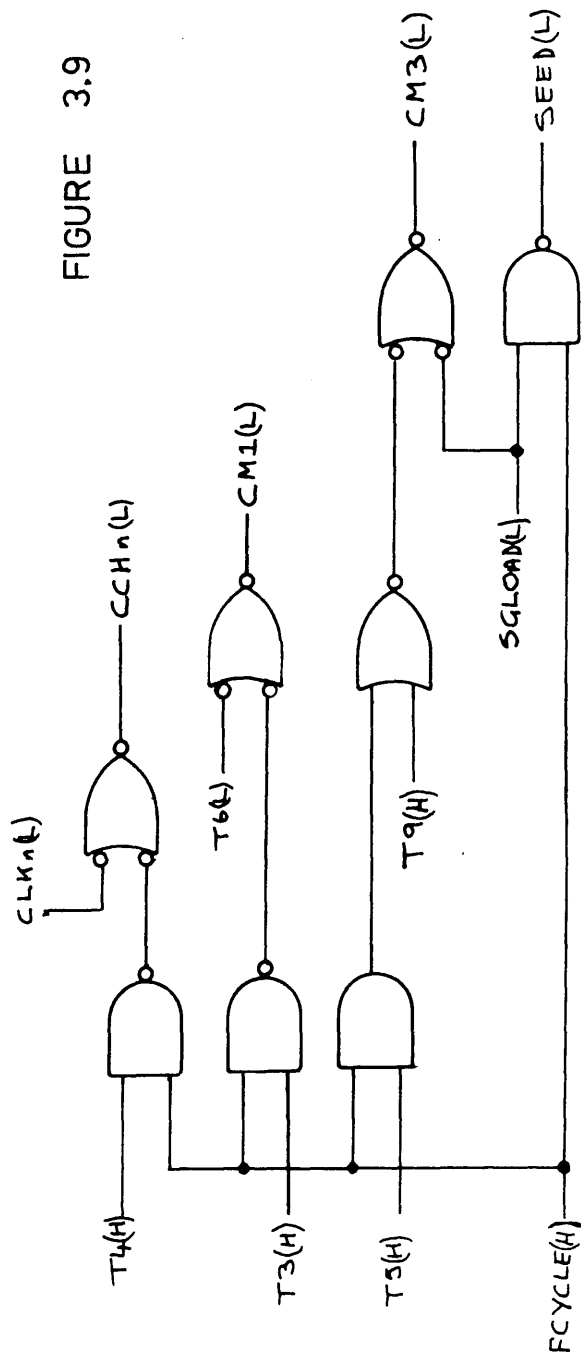 FIGURE 3.9
CLKn(L)
CCHn(L)
T4(H)
T6(L)
CM1(L)
T3(H)
CM3(L)
T5(H)
T9(H)
SGLOAD(L)
SEED(L)
FCYCLE(H)